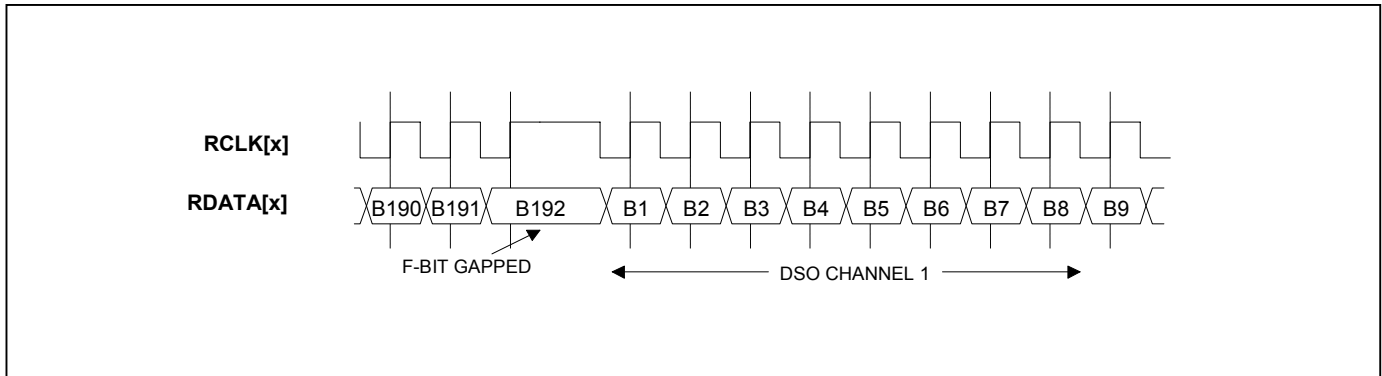 RCLK[x]
RDATA[x] B190 B191 B192 B1 B2 B3 B4 B5 B6 B7 B8 B9
F-BIT GAPPED DSO CHANNEL 1